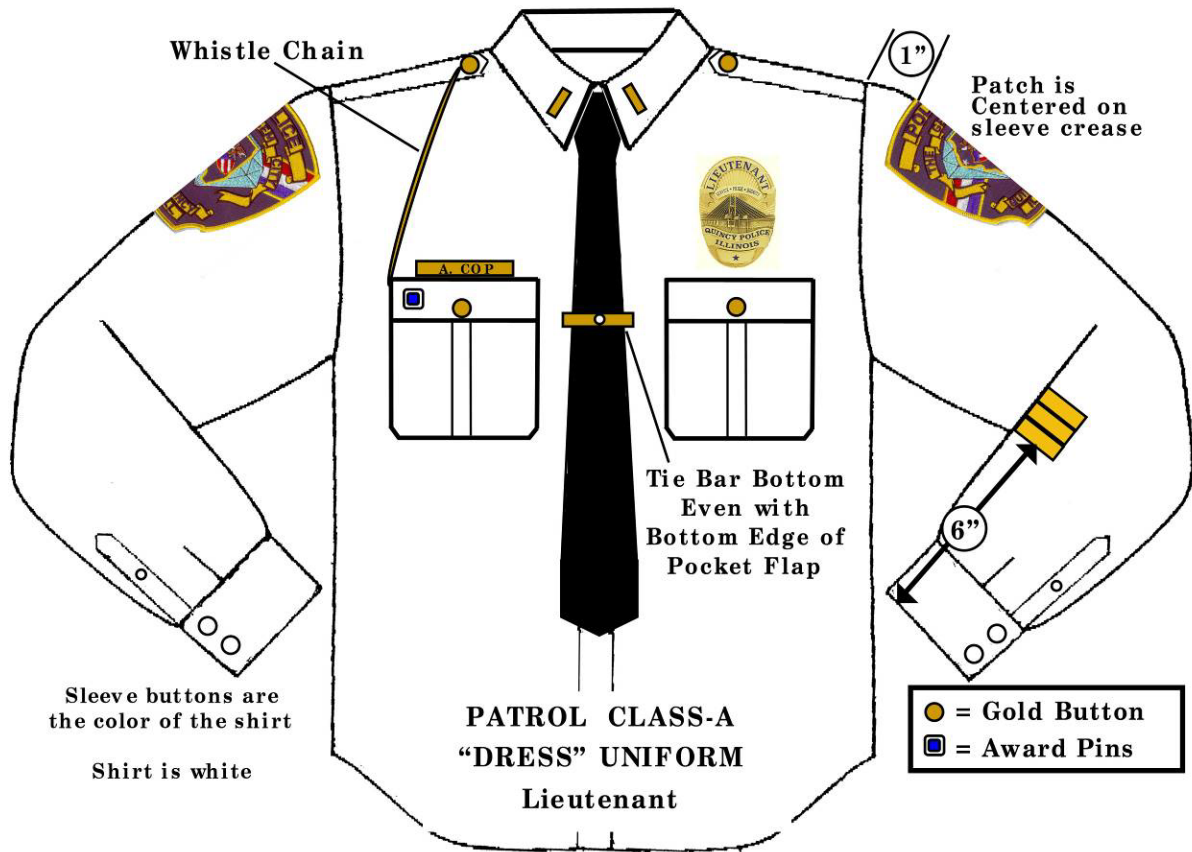 Whistle Chain
1”
Patch is
Centered on
sleeve crease
POLICE
LIEUTENANT
QUINCY POLICE
ILLINOIS
A. COP
Tie Bar Bottom
Even with
Bottom Edge of
Pocket Flap
6”
Sleeve buttons are
the color of the shirt
Shirt is white
PATROL CLASS-A
“DRESS” UNIFORM
Lieutenant
= Gold Button
= Award Pins